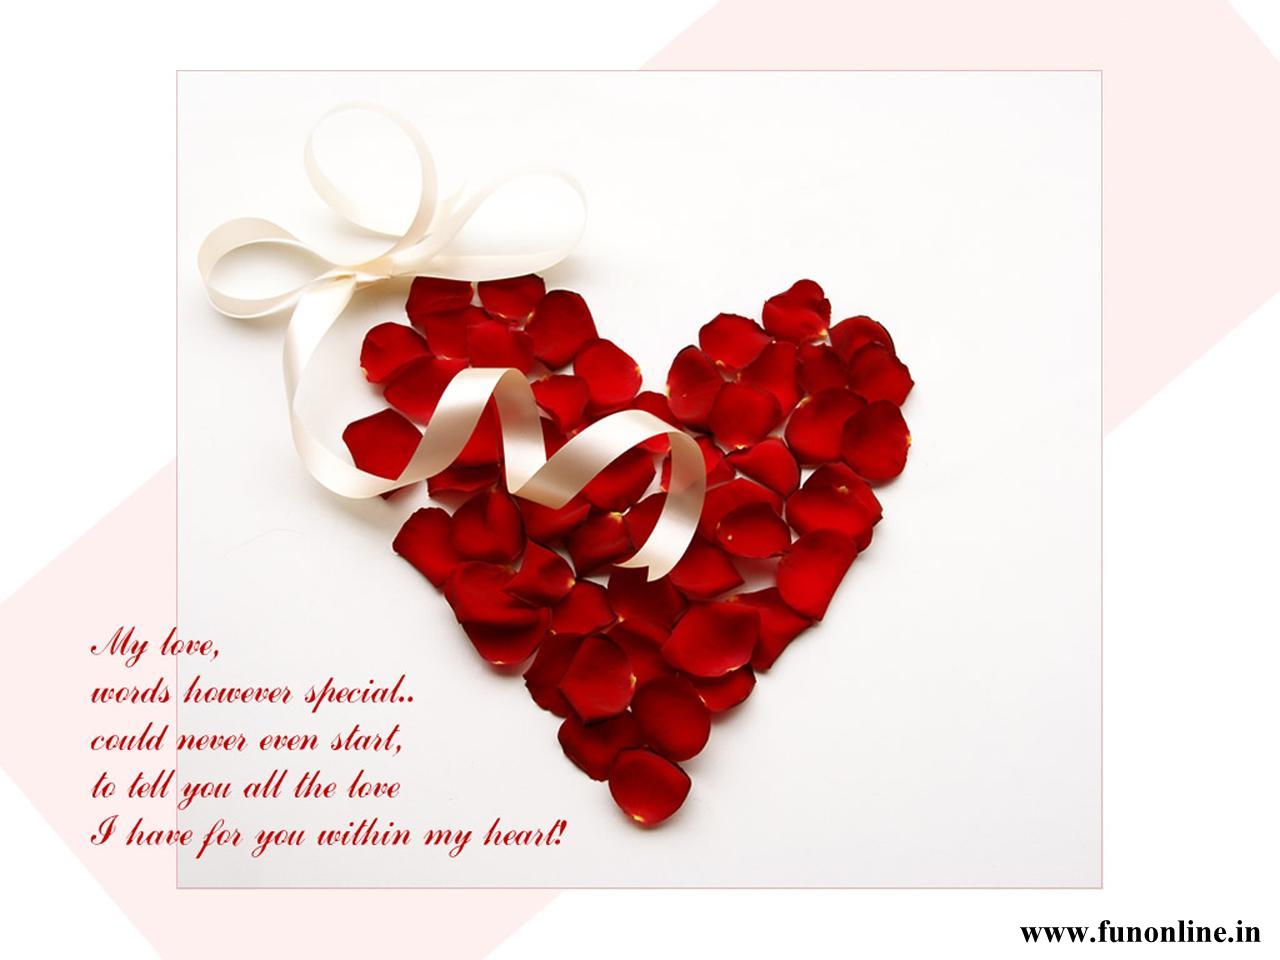 My love,
words however special..
could never even start,
to tell you all the love
I have for you within my heart!
www.funonline.in